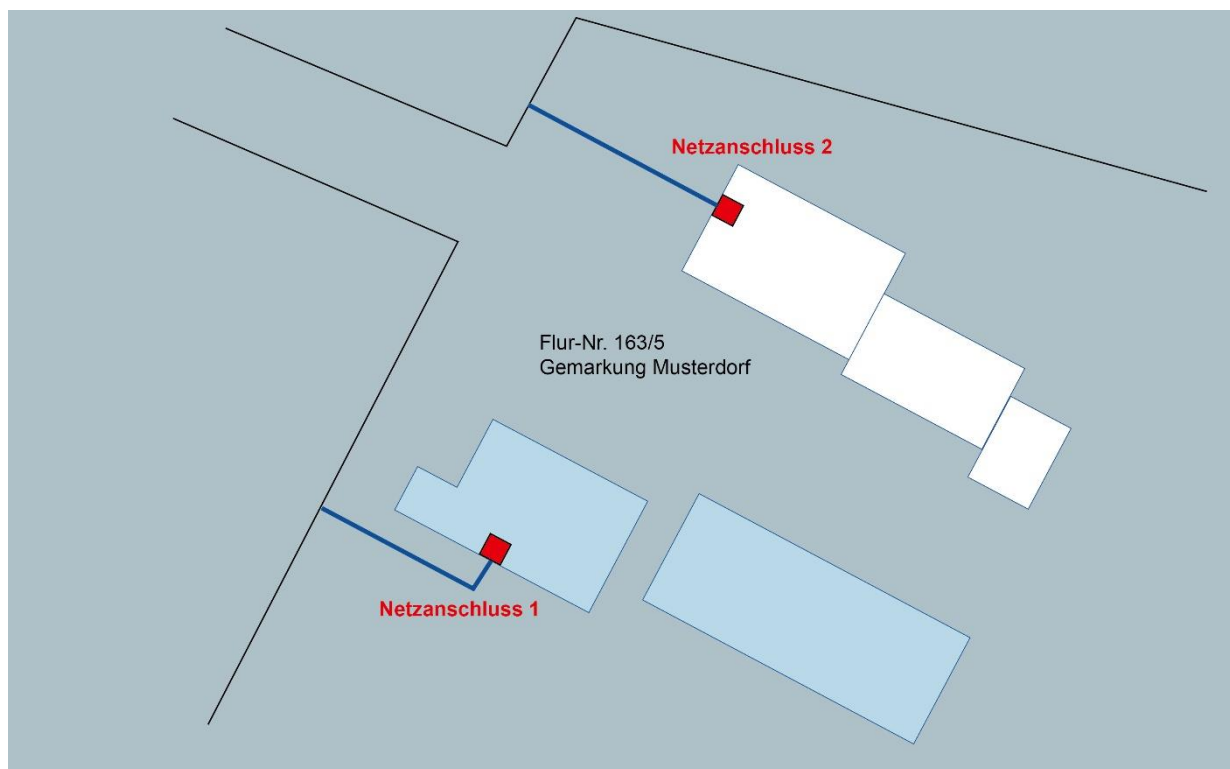 Netzanschluss 2
Flur-Nr. 163/5
Gemarkung Musterdorf
Netzanschluss 1